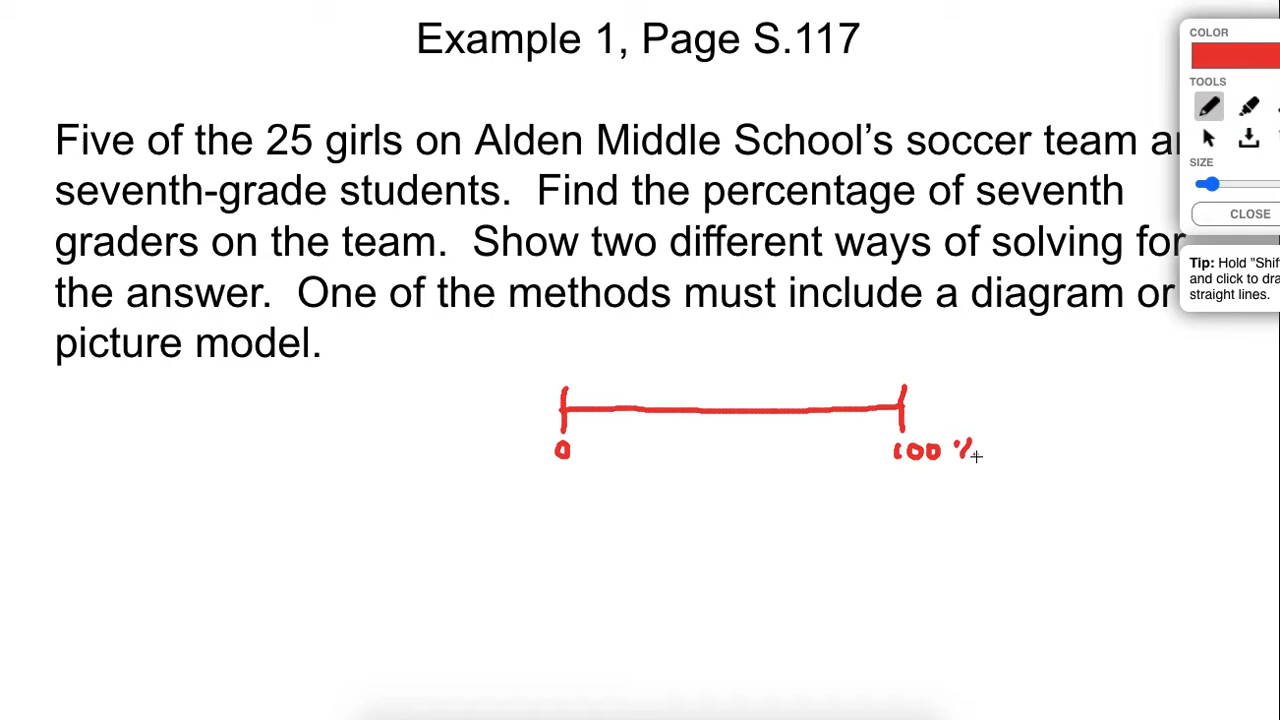 Example 1, Page S.117
Five of the 25 girls on Alden Middle School's soccer team
seventh-grade students.  Find the percentage of seventh
graders on the team.  Show two different ways of solving for
the answer.  One of the methods must include a diagram or
picture model.
0 100 %
COLOR
TOOLS
SIZE
CLOSE
Tip: Hold "Shif
and click to dra
straight lines.